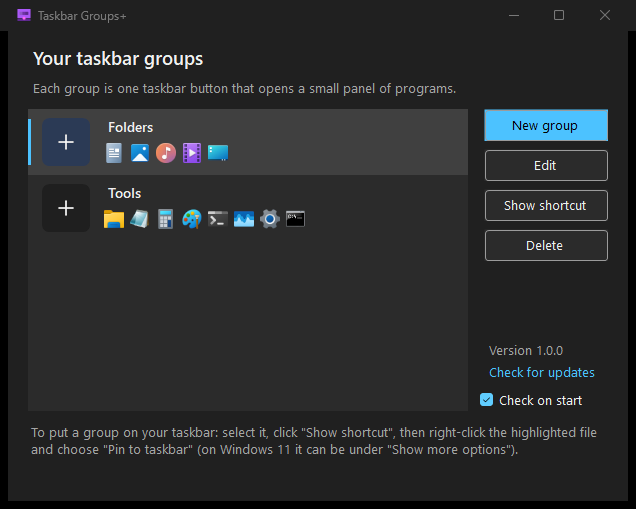 Taskbar Groups+
Your taskbar groups
Each group is one taskbar button that opens a small panel of programs.
Folders
Tools
New group
Edit
Show shortcut
Delete
Version 1.0.0
Check for updates
Check on start
To put a group on your taskbar: select it, click "Show shortcut", then right-click the highlighted file
and choose "Pin to taskbar" (on Windows 11 it can be under "Show more options").